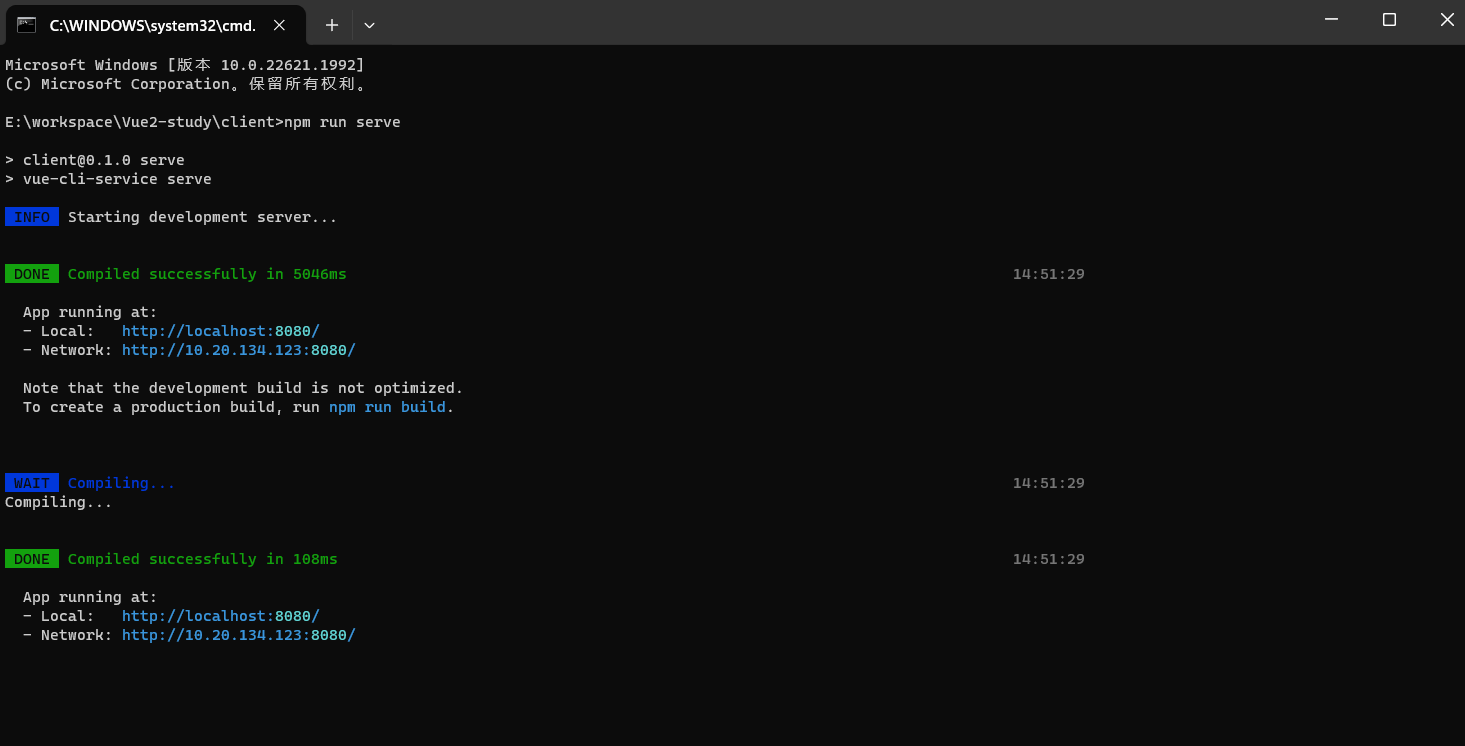 C:\WINDOWS\system32\cmd.
Microsoft Windows [版本 10.0.22621.1992]
(c) Microsoft Corporation。保留所有权利。
E:\workspace\Vue2-study\client>npm run serve
> client@0.1.0 serve
> vue-cli-service serve
INFO Starting development server...
DONE Compiled successfully in 5046ms 14:51:29
App running at:
- Local: http://localhost:8080/
- Network: http://10.20.134.123:8080/
Note that the development build is not optimized.
To create a production build, run npm run build.
WAIT Compiling... 14:51:29
Compiling...
DONE Compiled successfully in 108ms 14:51:29
App running at:
- Local: http://localhost:8080/
- Network: http://10.20.134.123:8080/